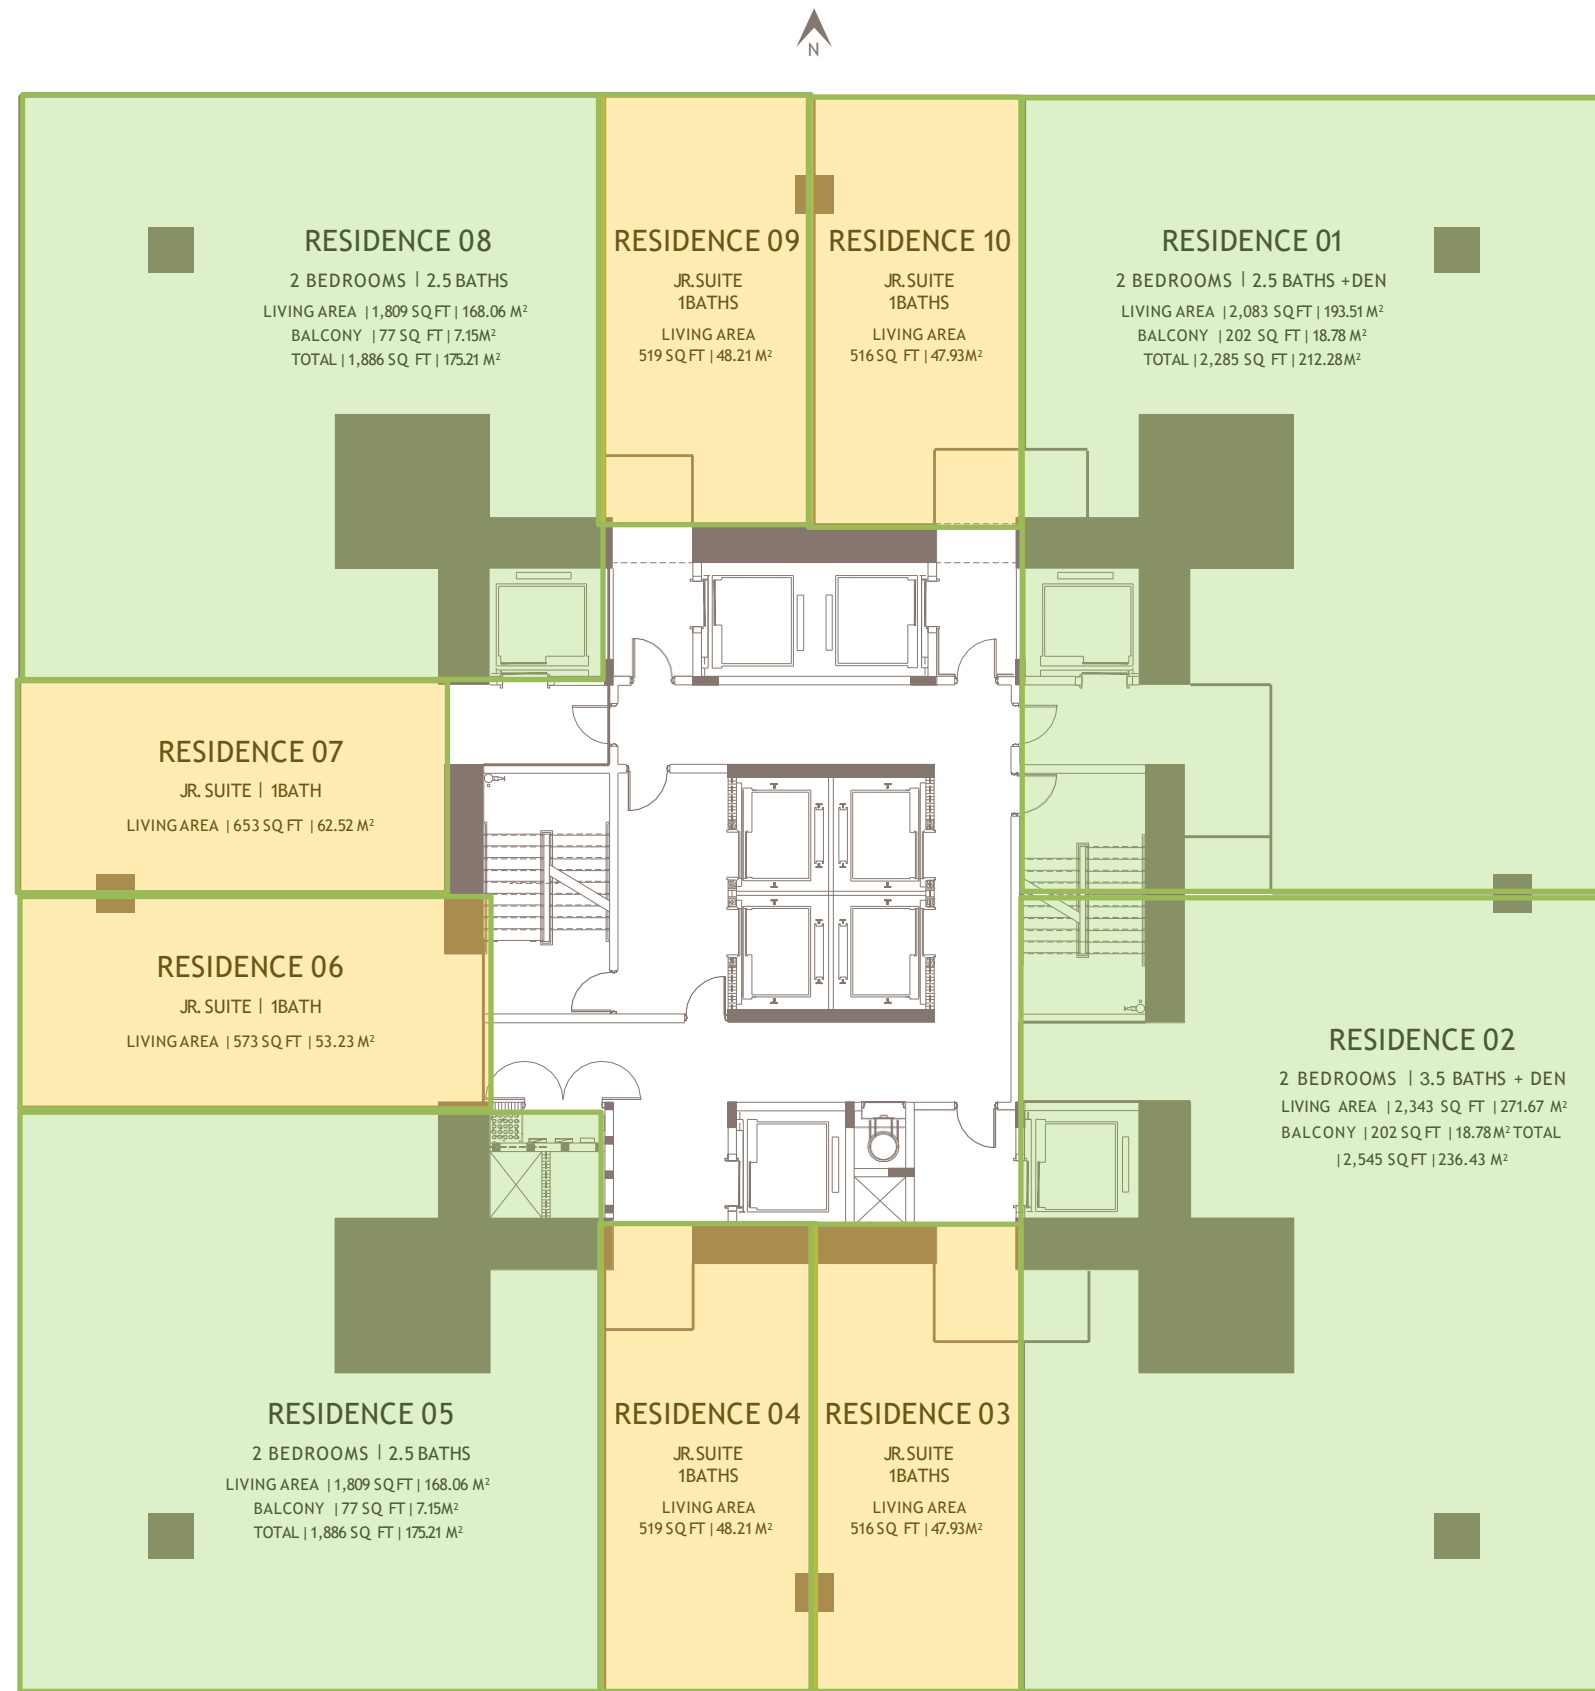 N
RESIDENCE 08
2 BEDROOMS | 2.5 BATHS
LIVING AREA | 1,809 SQ FT | 168.06 M²
BALCONY | 77 SQ FT | 7.15M²
TOTAL | 1,886 SQ FT | 175.21 M²
RESIDENCE 09
JR. SUITE
1BATHS
LIVING AREA
519 SQ FT | 48.21 M²
RESIDENCE 10
JR. SUITE
1BATHS
LIVING AREA
516 SQ FT | 47.93M²
RESIDENCE 01
2 BEDROOMS | 2.5 BATHS +DEN
LIVING AREA | 2,083 SQ FT | 193.51 M²
BALCONY | 202 SQ FT | 18.78 M²
TOTAL | 2,285 SQ FT | 212.28M²
RESIDENCE 07
JR. SUITE | 1BATH
LIVING AREA | 653 SQ FT | 62.52 M²
RESIDENCE 06
JR. SUITE | 1BATH
LIVING AREA | 573 SQ FT | 53.23 M²
RESIDENCE 02
2 BEDROOMS | 3.5 BATHS + DEN
LIVING AREA | 2,343 SQ FT | 271.67 M²
BALCONY | 202 SQ FT | 18.78M² TOTAL
| 2,545 SQ FT | 236.43 M²
RESIDENCE 05
2 BEDROOMS | 2.5 BATHS
LIVING AREA | 1,809 SQ FT | 168.06 M²
BALCONY | 77 SQ FT | 7.15M²
TOTAL | 1,886 SQ FT | 175.21 M²
RESIDENCE 04
JR. SUITE
1BATHS
LIVING AREA
519 SQ FT | 48.21 M²
RESIDENCE 03
JR. SUITE
1BATHS
LIVING AREA
516 SQ FT | 47.93M²